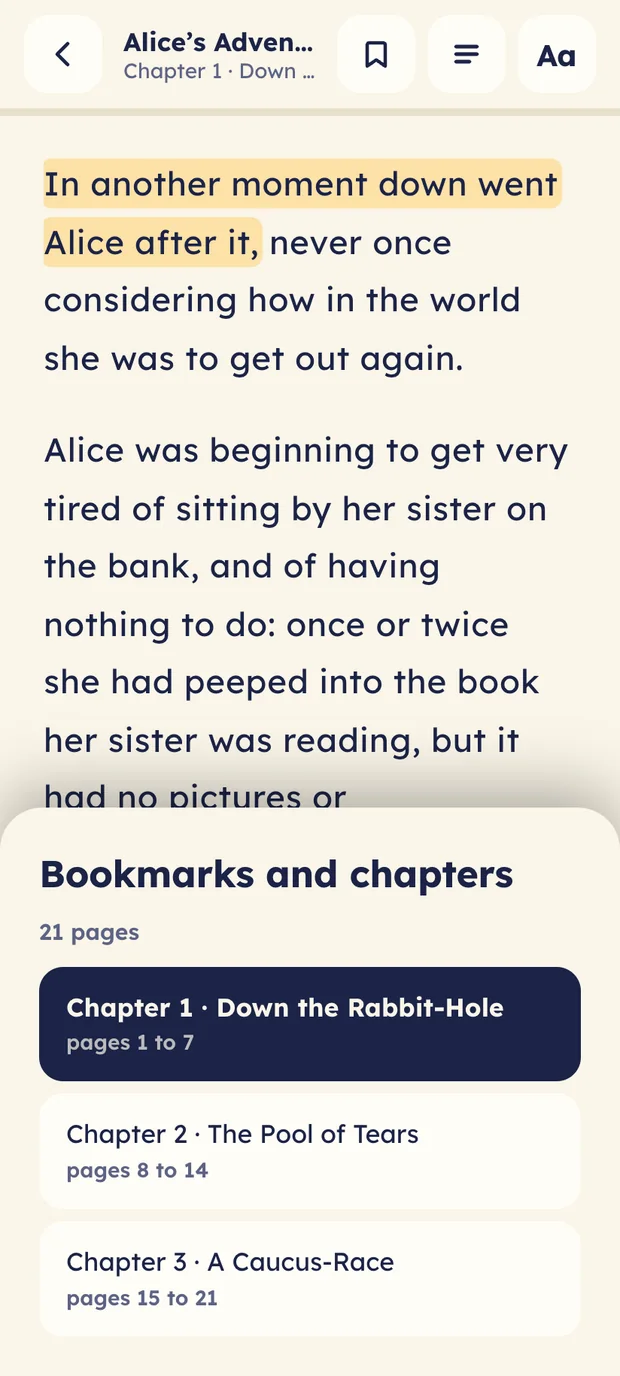 Alice’s Adven...
Chapter 1 · Down ...
Aa
In another moment down went
Alice after it, never once
considering how in the world
she was to get out again.
Alice was beginning to get very
tired of sitting by her sister on
the bank, and of having
nothing to do: once or twice
she had peeped into the book
her sister was reading, but it
had no pictures or
Bookmarks and chapters
21 pages
Chapter 1 · Down the Rabbit-Hole
pages 1 to 7
Chapter 2 · The Pool of Tears
pages 8 to 14
Chapter 3 · A Caucus-Race
pages 15 to 21